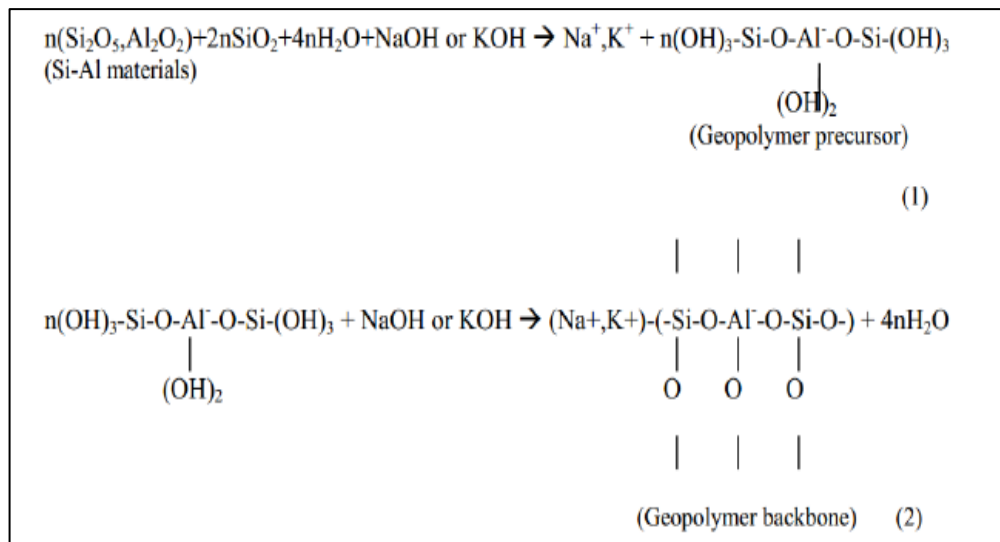 n(Si₂O₅,Al₂O₂)+2nSiO₂+4nH₂O+NaOH or KOH → Na⁺,K⁺ + n(OH)₃-Si-O-Al⁻-O-Si-(OH)₃
(Si-Al materials)
|
(OH)₂
(Geopolymer precursor)
(1)
| | |
n(OH)₃-Si-O-Al⁻-O-Si-(OH)₃ + NaOH or KOH → (Na+,K+)-(-Si-O-Al⁻-O-Si-O-) + 4nH₂O
| | | |
(OH)₂ O O O
| | |
(Geopolymer backbone) (2)